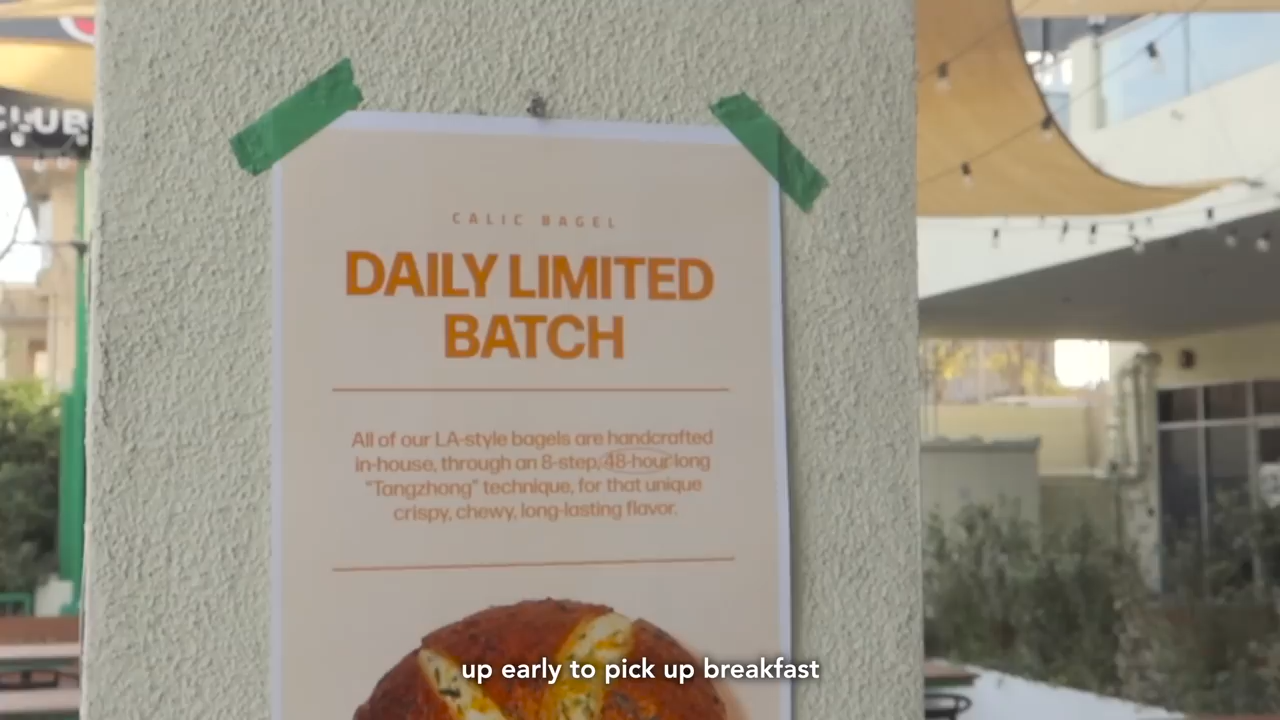 CLUB
CALIC BAGEL
DAILY LIMITED
BATCH
All of our LA-style bagels are handcrafted
in-house, through an 8-step, 48-hour long
"Tangzhong" technique, for that unique
crispy, chewy, long-lasting flavor.
up early to pick up breakfast